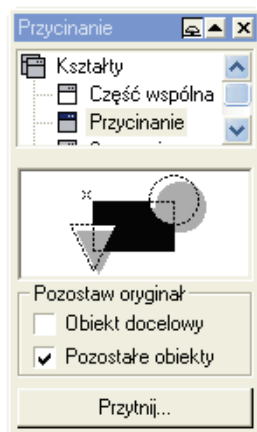 Przycinanie
Kształty
Część wspólna
Przycinanie
Pozostaw oryginał
Obiekt docelowy
Pozostałe obiekty
Przytnij...